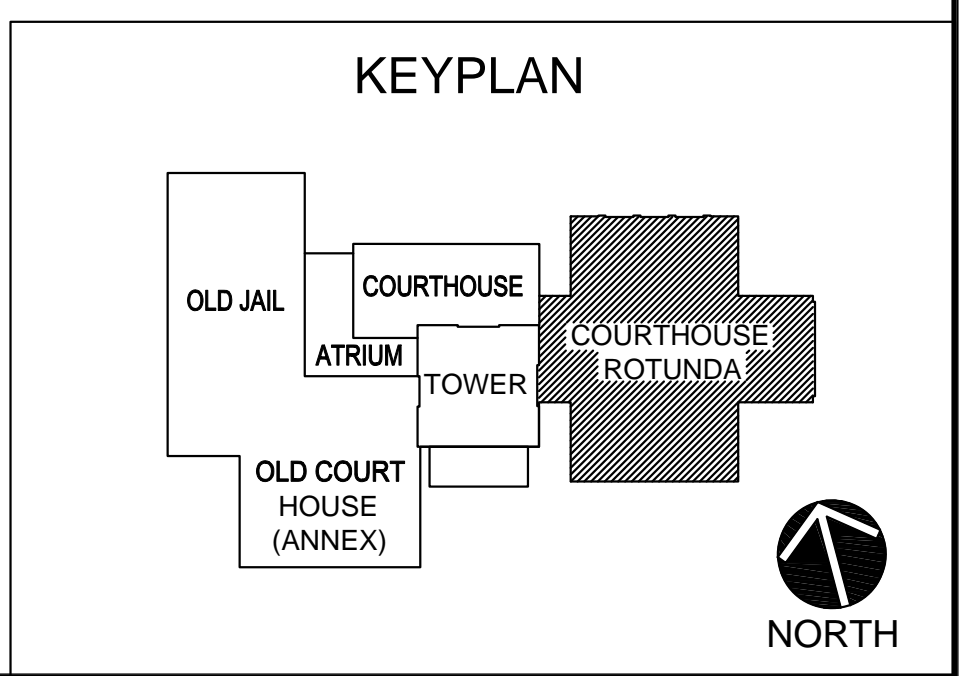 KEYPLAN
OLD JAIL
COURTHOUSE
ATRIUM
TOWER
COURTHOUSE
ROTUNDA
OLD COURT
HOUSE
(ANNEX)
NORTH